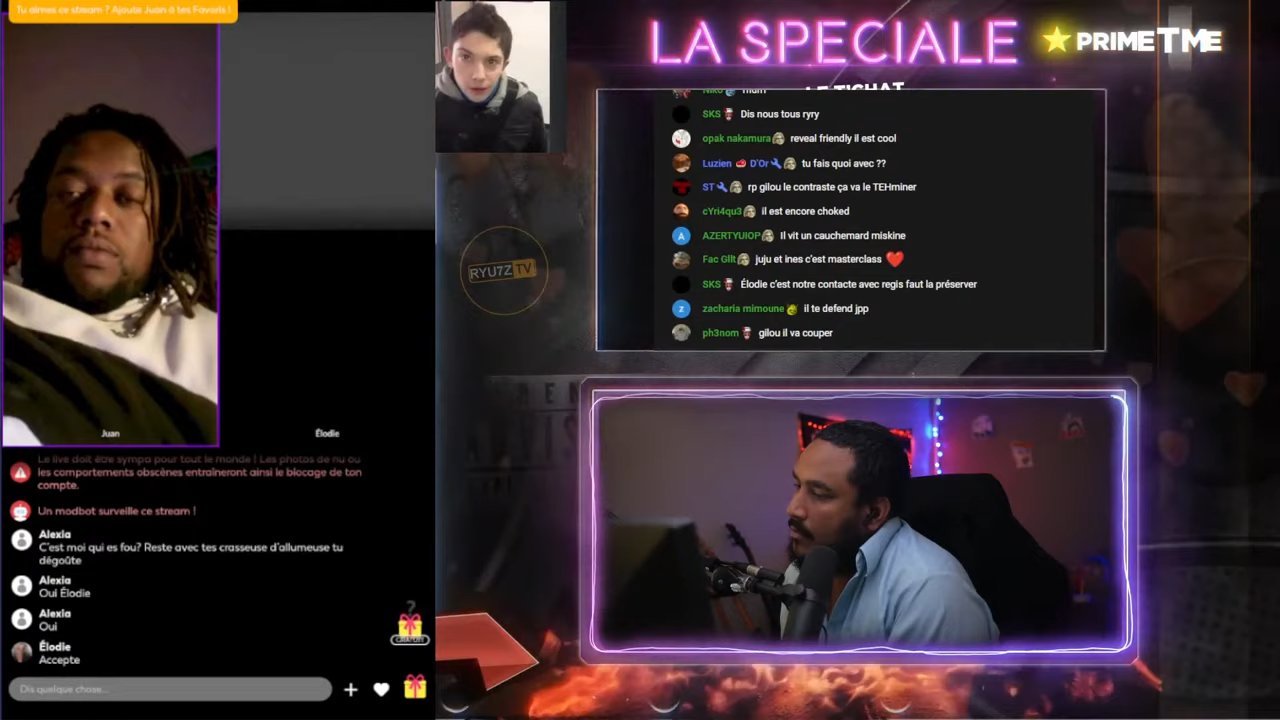 Tu aimes ce stream ? Ajoute Juan à tes Favoris !
Juan
Élodie
Le live doit être sympa pour tout le monde ! Les photos de nu ou
les comportements obscènes entraîneront ainsi le blocage de ton
compte.
Un modbot surveille ce stream !
Alexia
C'est moi qui es fou? Reste avec tes crasseuse d'allumeuse tu
dégoûte
Alexia
Oui Élodie
Alexia
Oui
Élodie
Accepte
Dis quelque chose...
RYU7Z TV
LA SPECIALE
PRIMETME
SKS Dis nous tous ryry
opak nakamura reveal friendly il est cool
Luzien D'Or tu fais quoi avec ??
ST rp gilou le contraste ça va le TEHminer
cYri4qu3 il est encore choked
AZERTYUIOP Il vit un cauchemard miskine
Fac Glit juju et ines c'est masterclass
SKS Élodie c'est notre contacte avec regis faut la préserver
zacharia mimoune il te defend jpp
ph3nom gilou il va couper